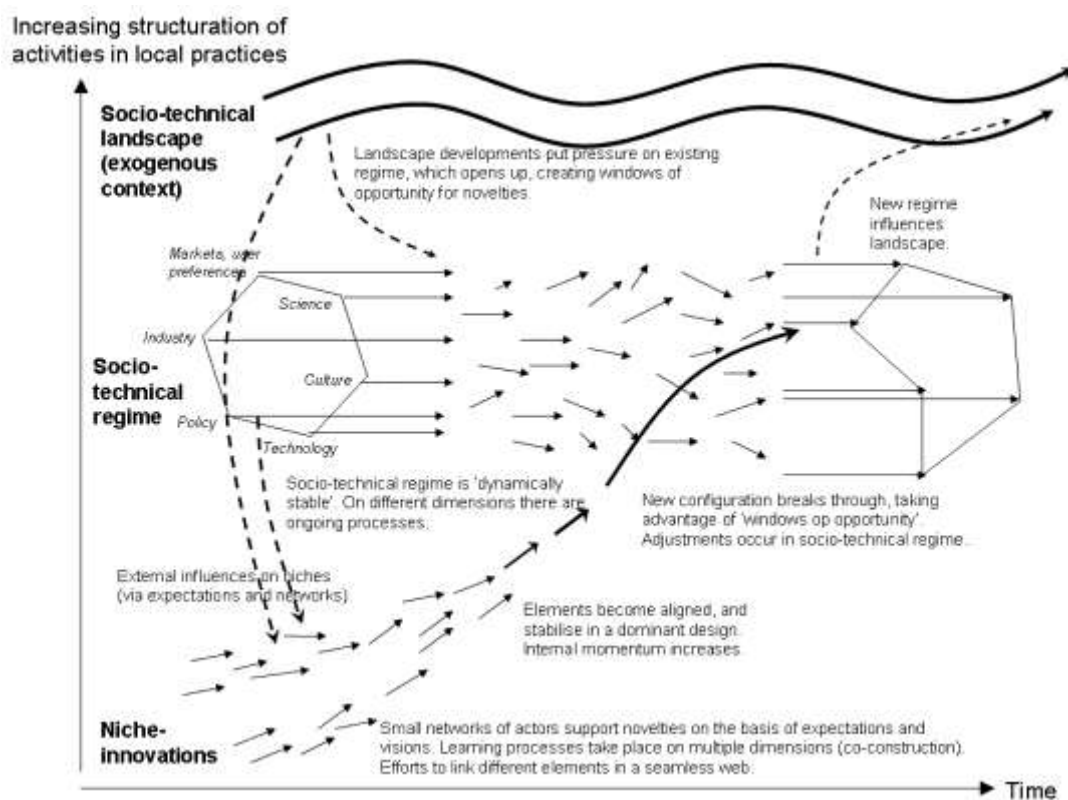 Increasing structuration of
activities in local practices
Socio-technical
landscape
(exogenous
context)
Landscape developments put pressure on existing
regime, which opens up, creating windows of
opportunity for novelties.
New regime
influences
landscape.
Markets, user
preferences
Science
Industry
Socio-
technical
regime
Culture
Policy
Technology
Socio-technical regime is 'dynamically
stable'. On different dimensions there are
ongoing processes.
New configuration breaks through, taking
advantage of 'windows op opportunity'.
Adjustments occur in socio-technical regime.
External influences on niches
(via expectations and networks)
Elements become aligned, and
stabilise in a dominant design.
Internal momentum increases.
Niche-
innovations
Small networks of actors support novelties on the basis of expectations and
visions. Learning processes take place on multiple dimensions (co-construction).
Efforts to link different elements in a seamless web.
Time